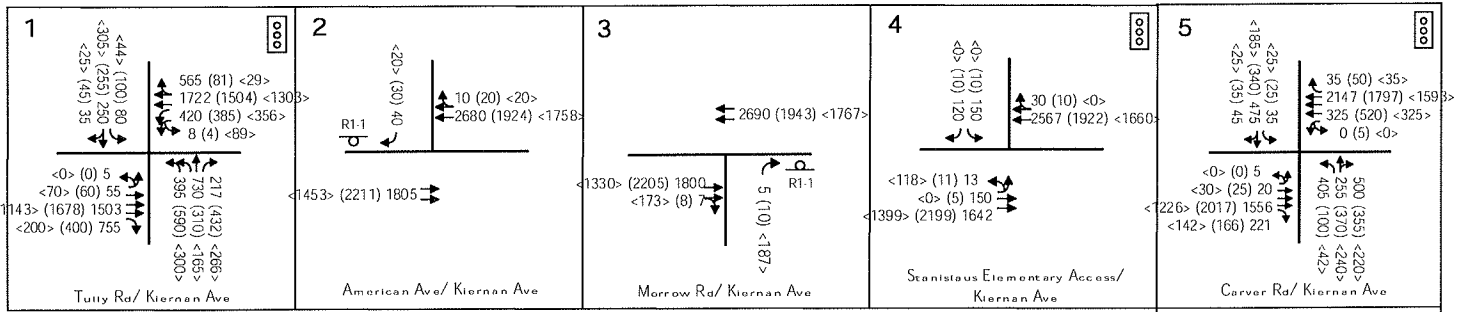 1
<25> (45) 35
<305> (255) 250
<44> (100) 80
565 (81) <29>
1722 (1504) <1303>
420 (385) <356>
8 (4) <89>
<0> (0) 5
<70> (60) 55
1143> (1678) 1503
<200> (400) 755
395 (590) <300>
730 (310) <165>
217 (432) <266>
Tully Rd/ Kiernan Ave
2
<20> (30) 40
10 (20) <20>
2680 (1924) <1758>
R1-1
<1453> (2211) 1805
American Ave/ Kiernan Ave
3
2690 (1943) <1767>
<1330> (2205) 1800
<173> (8) 7
5 (10) <187>
R1-1
Morrow Rd/ Kiernan Ave
4
<0> (10) 120
<0> (10) 150
30 (10) <0>
2567 (1922) <1660>
<118> (11) 13
<0> (5) 150
<1399> (2199) 1642
Stanislaus Elementary Access/
Kiernan Ave
5
<25> (35) 45
<185> (340) 475
<25> (25) 35
35 (50) <35>
2147 (1797) <1593>
325 (520) <325>
0 (5) <0>
<0> (0) 5
<30> (25) 20
<1226> (2017) 1556
<142> (166) 221
405 (100) <42>
255 (370) <240>
500 (355) <220>
Carver Rd/ Kiernan Ave